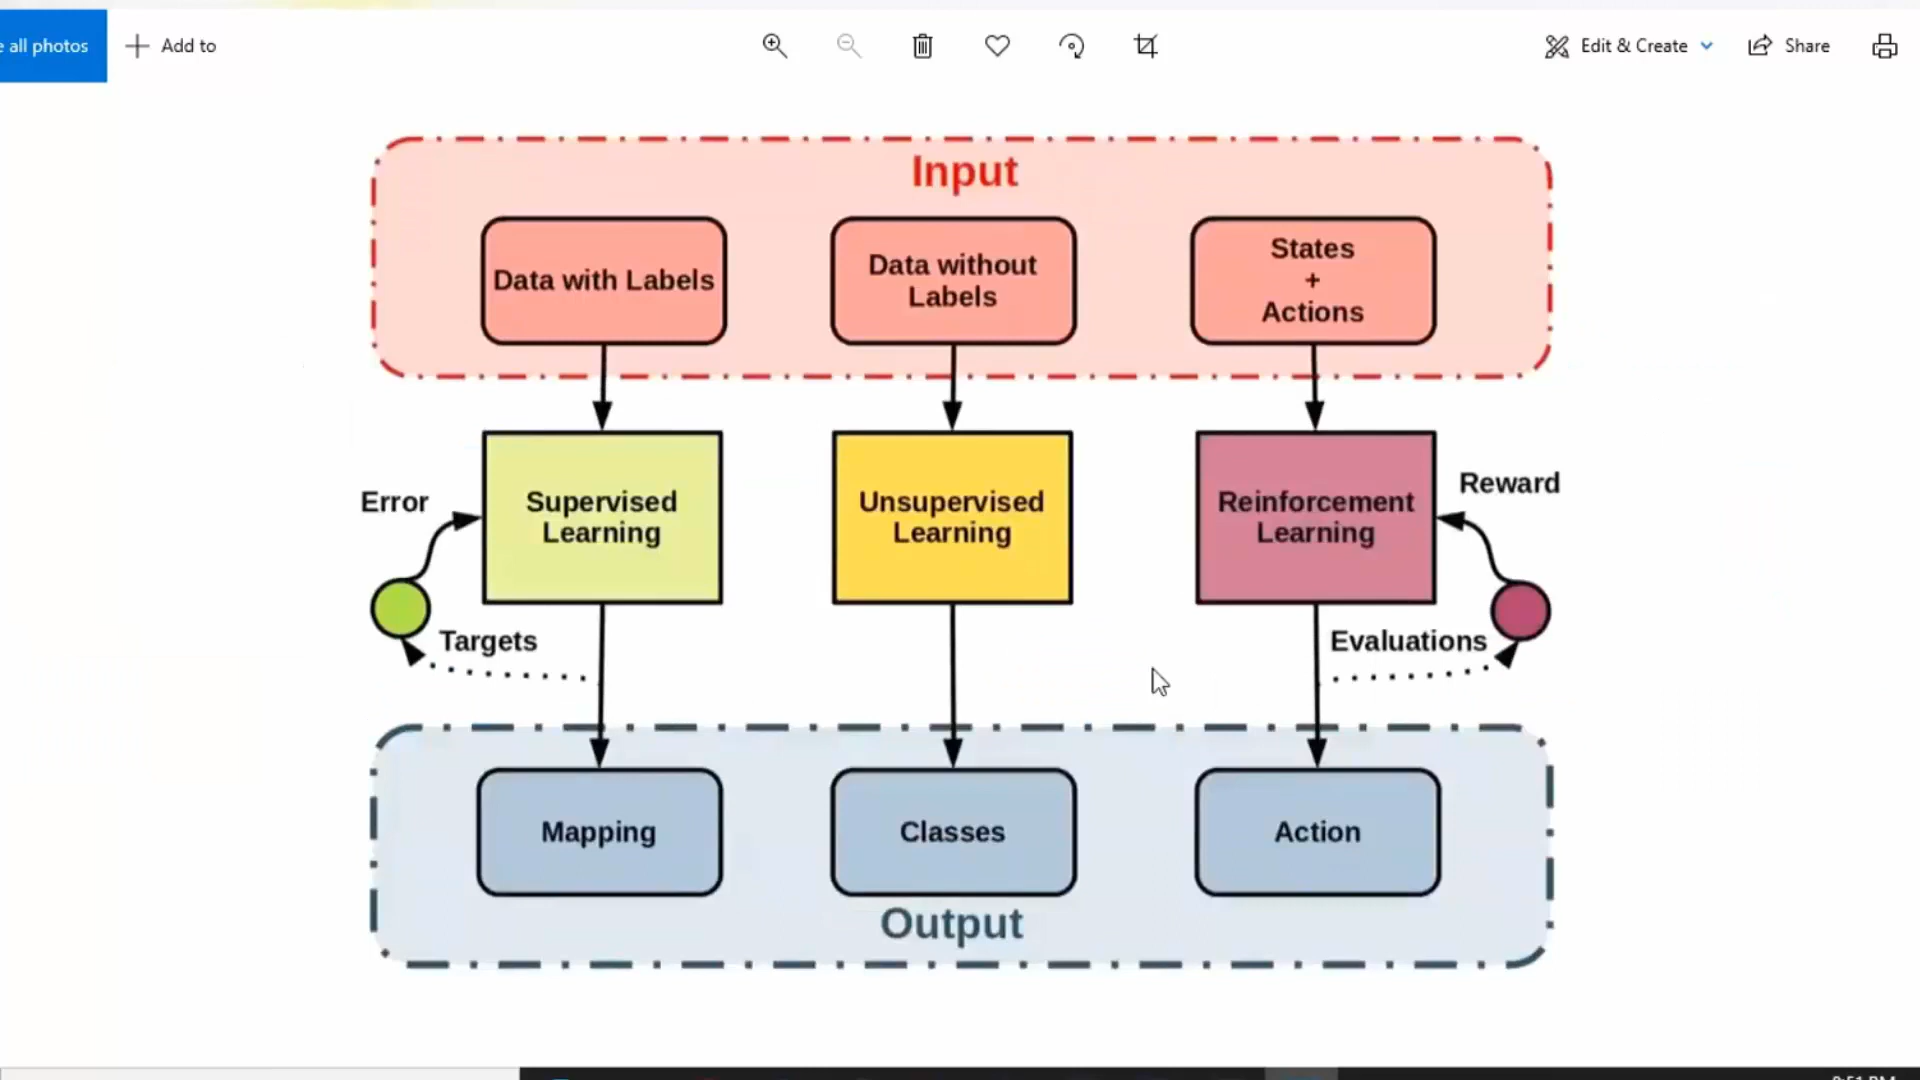 all photos
Add to
Edit & Create
Share
Input
Data with Labels
Data without
Labels
States
+
Actions
Supervised
Learning
Unsupervised
Learning
Reinforcement
Learning
Error
Targets
Reward
Evaluations
Mapping
Classes
Action
Output